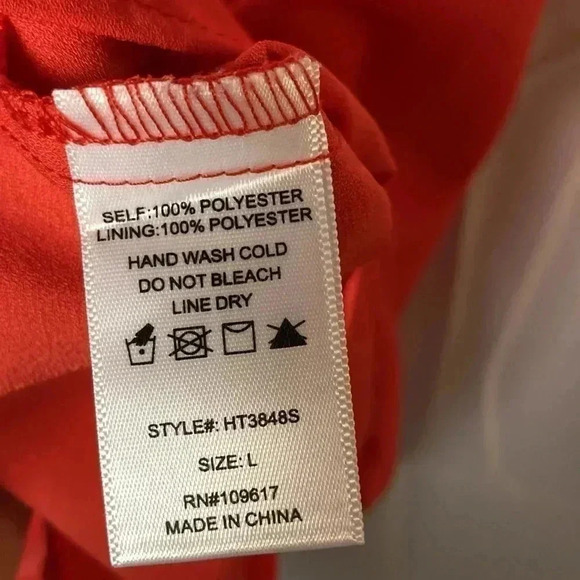 SELF:100% POLYESTER
LINING:100% POLYESTER
HAND WASH COLD
DO NOT BLEACH
LINE DRY
STYLE#: HT3848S
SIZE: L
RN#109617
MADE IN CHINA